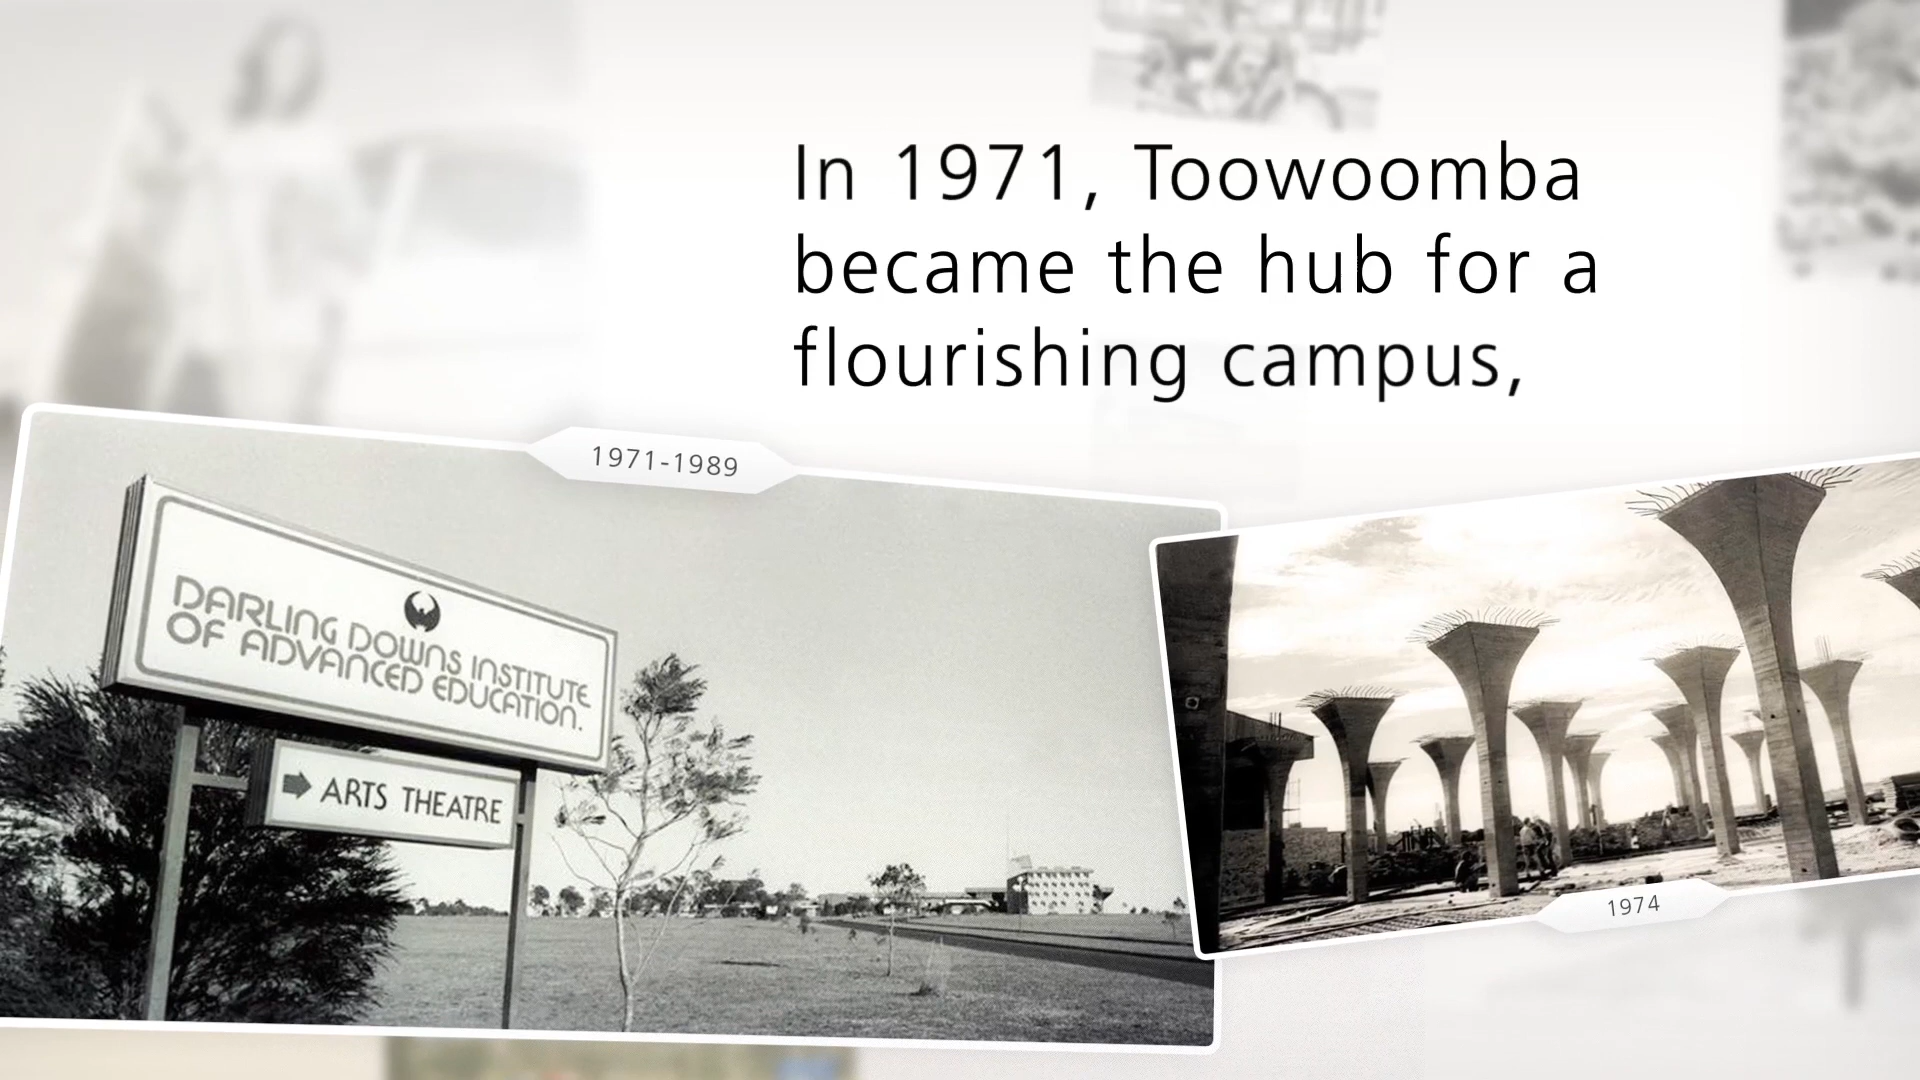 In 1971, Toowoomba
became the hub for a
flourishing campus,
1971-1989
DARLING DOWNS INSTITUTE
OF ADVANCED EDUCATION.
ARTS THEATRE
1974